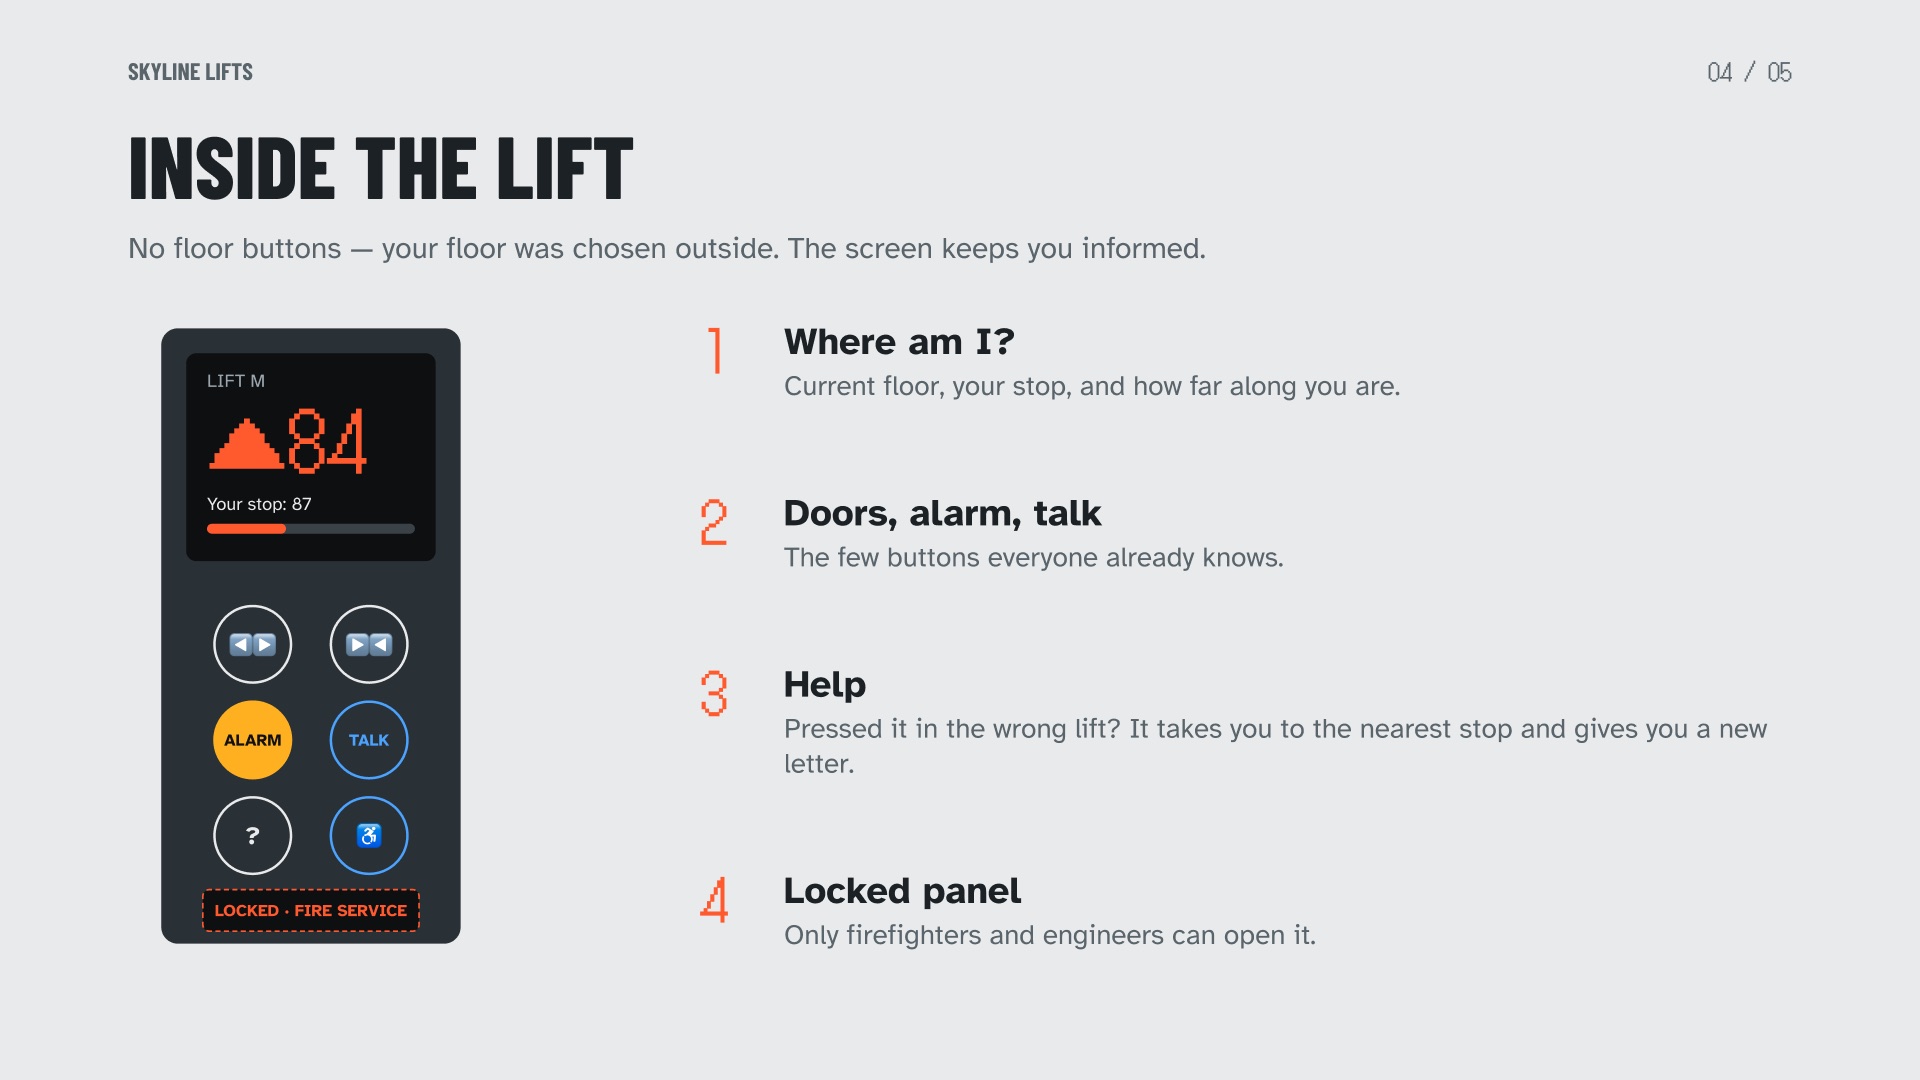 SKYLINE LIFTS
04 / 05
INSIDE THE LIFT
No floor buttons — your floor was chosen outside. The screen keeps you informed.
LIFT M
▲84
Your stop: 87
◀▶
▶◀
ALARM
TALK
?
♿
LOCKED · FIRE SERVICE
1
Where am I?
Current floor, your stop, and how far along you are.
2
Doors, alarm, talk
The few buttons everyone already knows.
3
Help
Pressed it in the wrong lift? It takes you to the nearest stop and gives you a new
letter.
4
Locked panel
Only firefighters and engineers can open it.